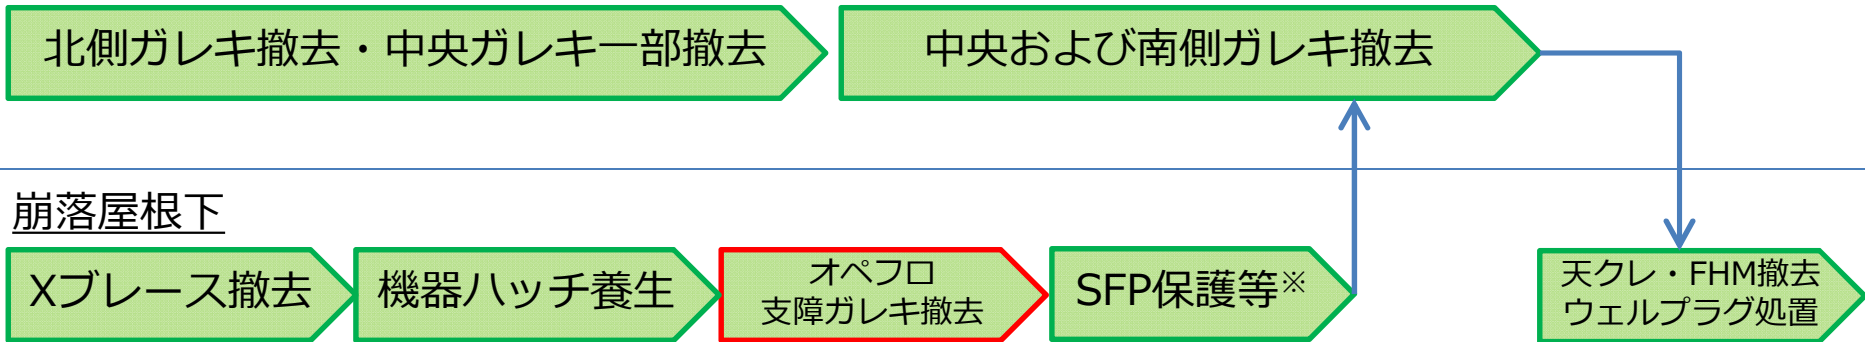 北側ガレキ撤去・中央ガレキ一部撤去
中央および南側ガレキ撤去
崩落屋根下
Xブレース撤去
機器ハッチ養生
オペフロ
支障ガレキ撤去
SFP保護等※
天クレ・FHM撤去
ウェルプラグ処置